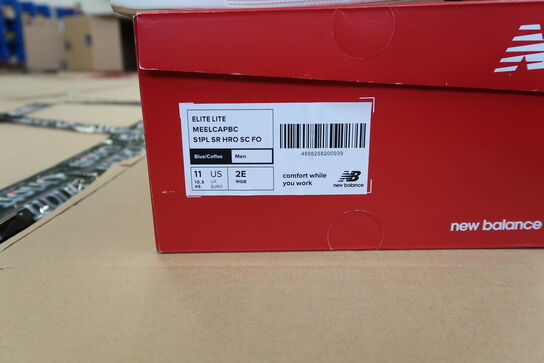 ELITE LITE
MEELCAPBC
S1PL SR HRO SC FO
Blue/Coffee Men
4895258200939
11 US 2E
10.5 UK WIDE
45 EURO
comfort while
you work
new balance
new balance